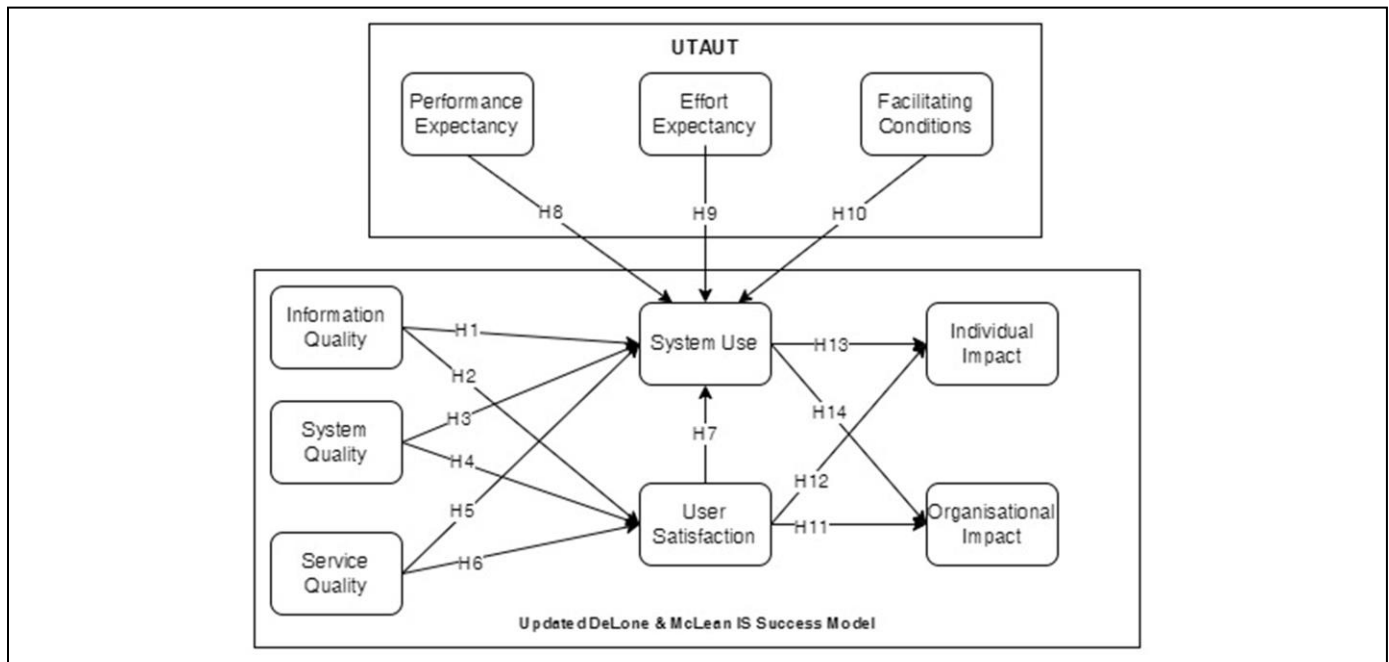 UTAUT
Performance
Expectancy
Effort
Expectancy
Facilitating
Conditions
H8
H9
H10
Information
Quality
System
Quality
Service
Quality
H1
H2
H3
H4
H5
H6
System Use
H7
User
Satisfaction
H13
H14
H12
H11
Individual
Impact
Organisational
Impact
Updated DeLone & McLean IS Success Model